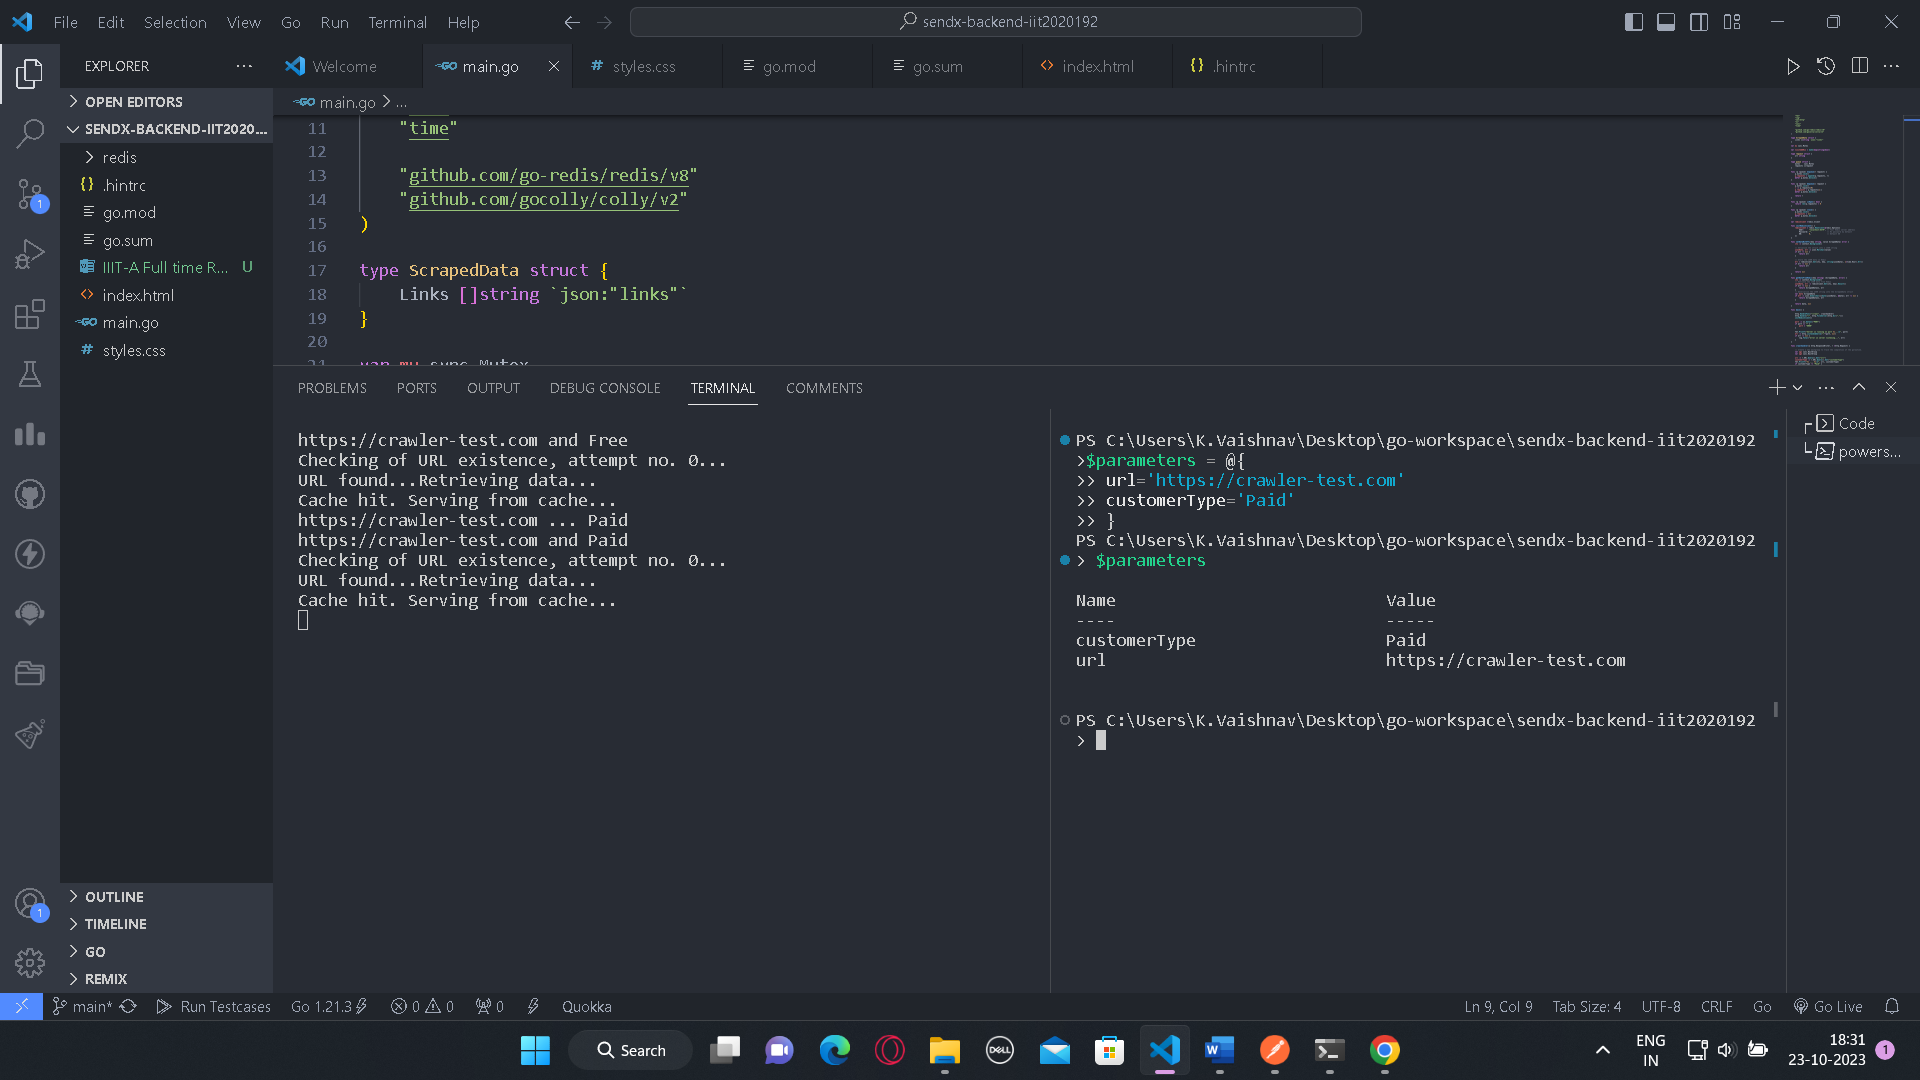 File Edit Selection View Go Run Terminal Help
sendx-backend-iit2020192
EXPLORER
Welcome
main.go
styles.css
go.mod
go.sum
index.html
.hintrc
OPEN EDITORS
SENDX-BACKEND-IIT2020...
redis
.hintrc
go.mod
go.sum
IIIT-A Full time R... U
index.html
main.go
styles.css
main.go > ...
11 "time"
12
13 "github.com/go-redis/redis/v8"
14 "github.com/gocolly/colly/v2"
15 )
16
17 type ScrapedData struct {
18 Links []string `json:"links"`
19 }
20
21 var mu sync.Mutex
PROBLEMS PORTS OUTPUT DEBUG CONSOLE TERMINAL COMMENTS
https://crawler-test.com and Free
Checking of URL existence, attempt no. 0...
URL found...Retrieving data...
Cache hit. Serving from cache...
https://crawler-test.com ... Paid
https://crawler-test.com and Paid
Checking of URL existence, attempt no. 0...
URL found...Retrieving data...
Cache hit. Serving from cache...
PS C:\Users\K.Vaishnav\Desktop\go-workspace\sendx-backend-iit2020192
>$parameters = @{
>> url='https://crawler-test.com'
>> customerType='Paid'
>> }
PS C:\Users\K.Vaishnav\Desktop\go-workspace\sendx-backend-iit2020192
> $parameters
Name Value
---- -----
customerType Paid
url https://crawler-test.com
PS C:\Users\K.Vaishnav\Desktop\go-workspace\sendx-backend-iit2020192
>
Code
powers...
1
1
OUTLINE
TIMELINE
GO
REMIX
main* Run Testcases Go 1.21.3 0 0 0 Quokka
Ln 9, Col 9 Tab Size: 4 UTF-8 CRLF Go Go Live
Search
DELL
ENG
IN
18:31
23-10-2023
1